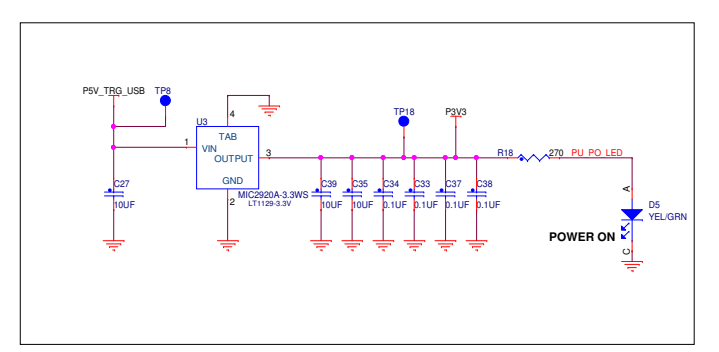 P5V_TRG_USB
TP8
4
U3
TAB
TP18
P3V3
1
VIN
OUTPUT
3
R18
270
PU_PO_LED
GND
C27
10UF
2
MIC2920A-3.3WS
LT1129-3.3V
C39
10UF
C35
10UF
C34
0.1UF
C33
0.1UF
C37
0.1UF
C38
0.1UF
A
D5
YEL/GRN
POWER ON
C